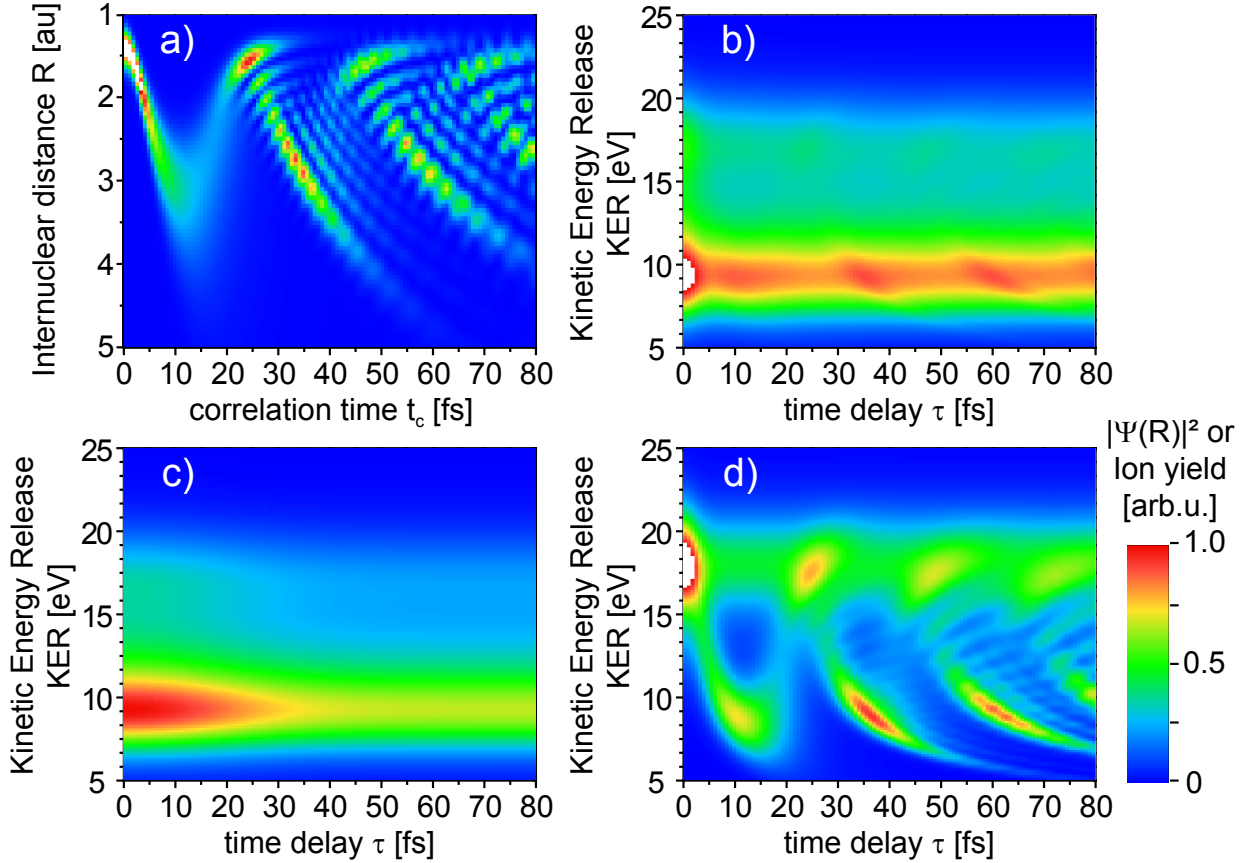 a)
Internuclear distance R [au]
1
2
3
4
5
0 10 20 30 40 50 60 70 80
correlation time t_c [fs]
b)
Kinetic Energy Release
KER [eV]
25
20
15
10
5
0 10 20 30 40 50 60 70 80
time delay τ [fs]
c)
Kinetic Energy Release
KER [eV]
25
20
15
10
5
0 10 20 30 40 50 60 70 80
time delay τ [fs]
d)
Kinetic Energy Release
KER [eV]
25
20
15
10
5
0 10 20 30 40 50 60 70 80
time delay τ [fs]
|Ψ(R)|² or
Ion yield
[arb.u.]
1.0
0.5
0